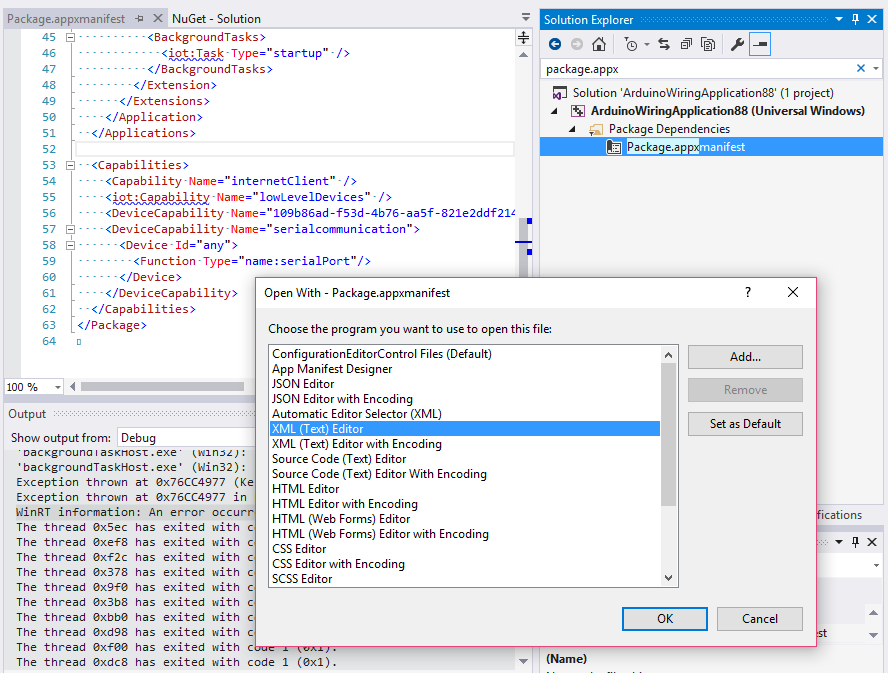 Package.appxmanifest
NuGet - Solution
45 <BackgroundTasks>
46 <iot:Task Type="startup" />
47 </BackgroundTasks>
48 </Extension>
49 </Extensions>
50 </Application>
51 </Applications>
52
53 <Capabilities>
54 <Capability Name="internetClient" />
55 <iot:Capability Name="lowLevelDevices" />
56 <DeviceCapability Name="109b86ad-f53d-4b76-aa5f-821e2ddf214
57 <DeviceCapability Name="serialcommunication">
58 <Device Id="any">
59 <Function Type="name:serialPort"/>
60 </Device>
61 </DeviceCapability>
62 </Capabilities>
63 </Package>
64
100 %
Output
Show output from: Debug
'backgroundTaskHost.exe' (Win32):
'backgroundTaskHost.exe' (Win32):
Exception thrown at 0x76CC4977 (Ke
Exception thrown at 0x76CC4977 in
WinRT information: An error occurr
The thread 0x5ec has exited with co
The thread 0xef8 has exited with co
The thread 0xf2c has exited with co
The thread 0x378 has exited with co
The thread 0x9f0 has exited with co
The thread 0x3b8 has exited with co
The thread 0xbb0 has exited with co
The thread 0xd98 has exited with co
The thread 0xf00 has exited with code 1 (0x1).
The thread 0xdc8 has exited with code 1 (0x1).
Solution Explorer
package.appx
Solution 'ArduinoWiringApplication88' (1 project)
ArduinoWiringApplication88 (Universal Windows)
Package Dependencies
Package.appxmanifest
Open With - Package.appxmanifest
?
Choose the program you want to use to open this file:
ConfigurationEditorControl Files (Default)
App Manifest Designer
JSON Editor
JSON Editor with Encoding
Automatic Editor Selector (XML)
XML (Text) Editor
XML (Text) Editor with Encoding
Source Code (Text) Editor
Source Code (Text) Editor With Encoding
HTML Editor
HTML Editor with Encoding
HTML (Web Forms) Editor
HTML (Web Forms) Editor with Encoding
CSS Editor
CSS Editor with Encoding
SCSS Editor
Add...
Remove
Set as Default
OK
Cancel
fications
est
(Name)